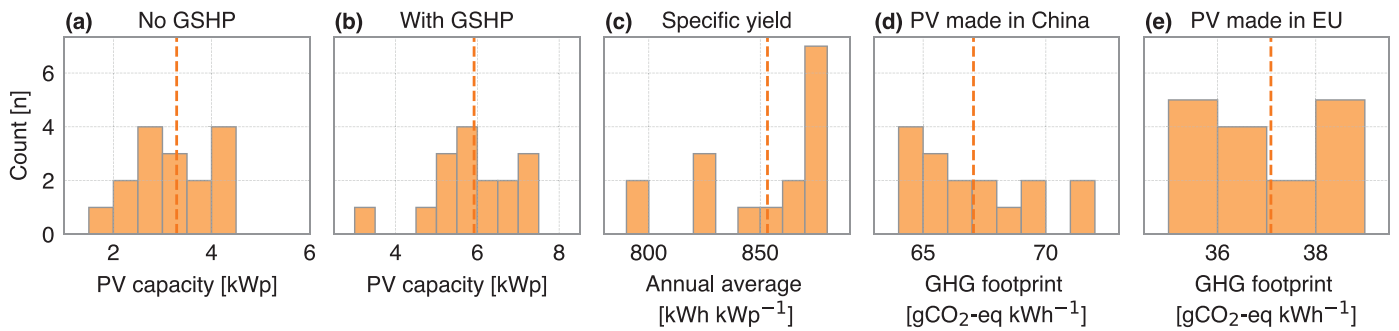 (a) No GSHP
(b) With GSHP
(c) Specific yield
(d) PV made in China
(e) PV made in EU
Count [n]
6
4
2
0
2 4 6
4 6 8
800 850
65 70
36 38
PV capacity [kWp]
PV capacity [kWp]
Annual average
[kWh kWp⁻¹]
GHG footprint
[gCO₂-eq kWh⁻¹]
GHG footprint
[gCO₂-eq kWh⁻¹]